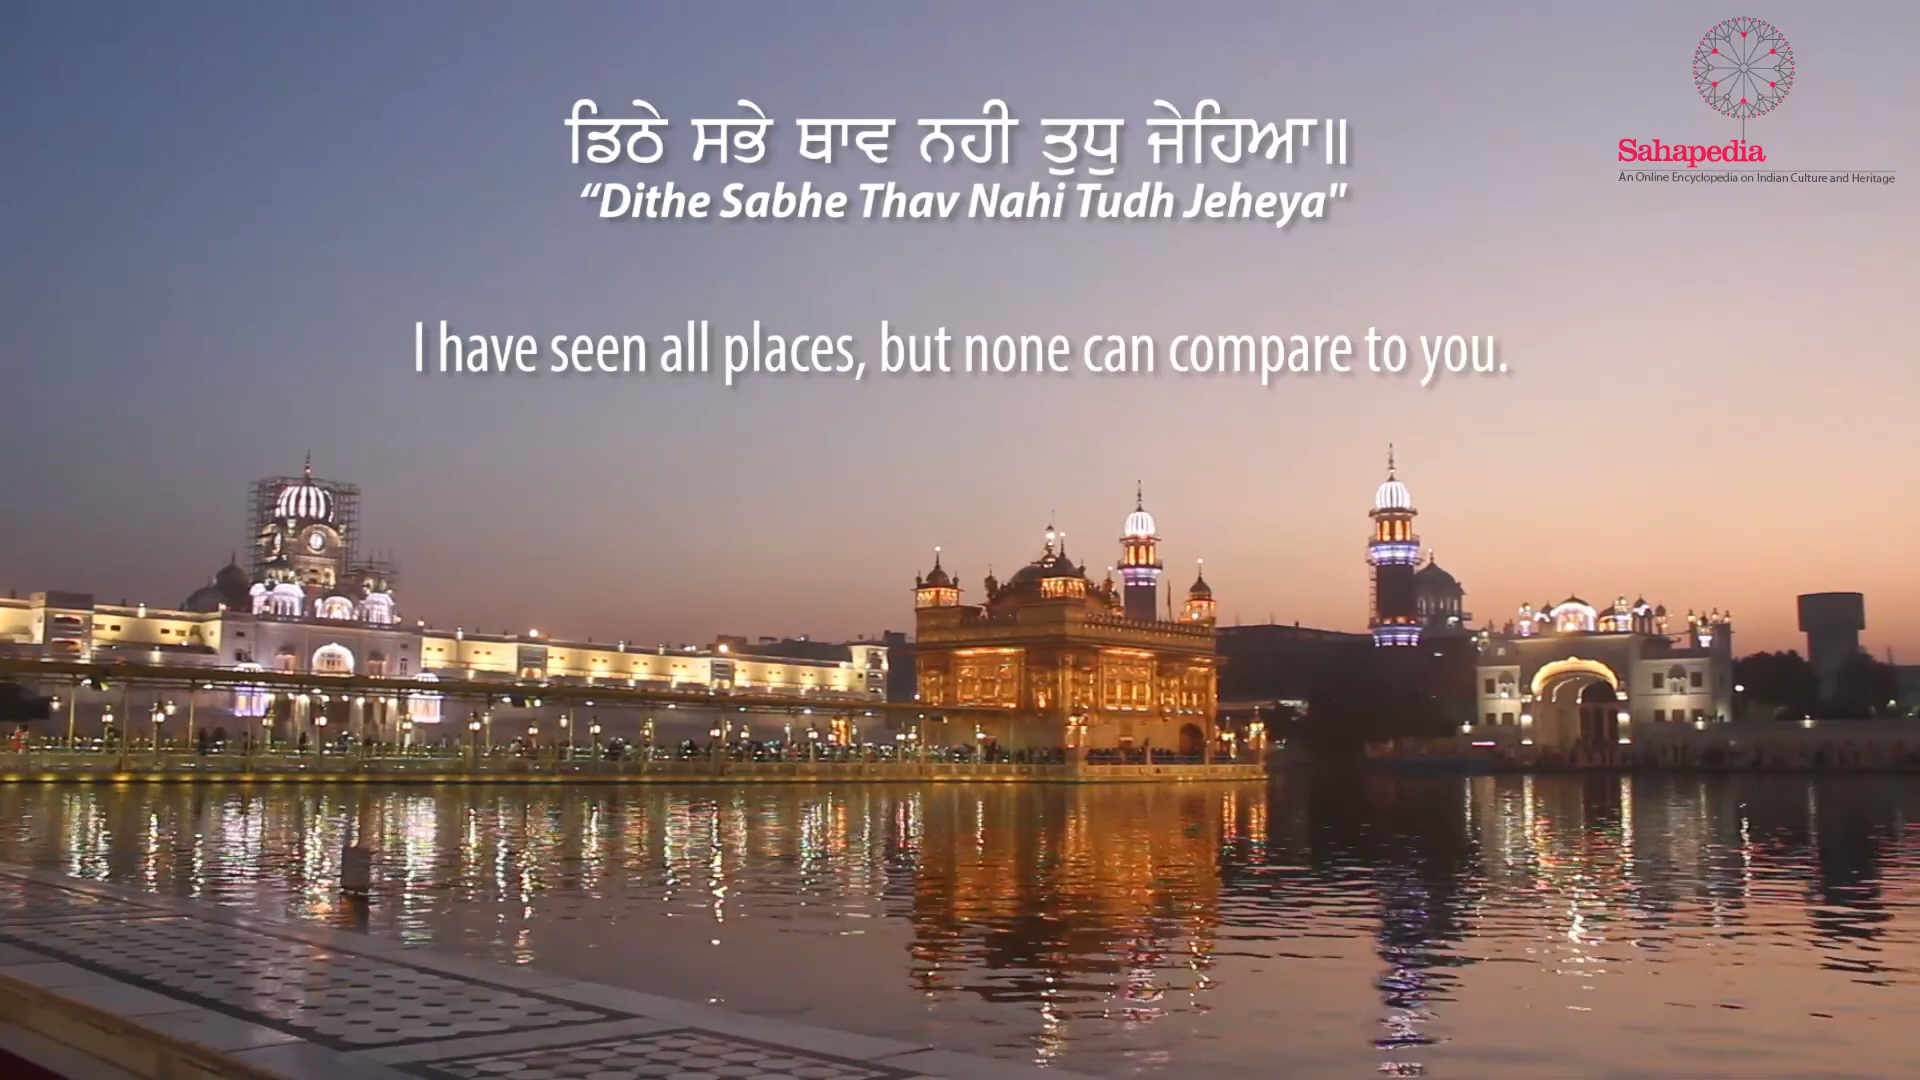 ਡਿਠੇ ਸਭੇ ਥਾਵ ਨਹੀ ਤੁਧੁ ਜੇਹਿਆ॥
“Dithe Sabhe Thav Nahi Tudh Jeheya"
I have seen all places, but none can compare to you.
Sahapedia
An Online Encyclopedia on Indian Culture and Heritage